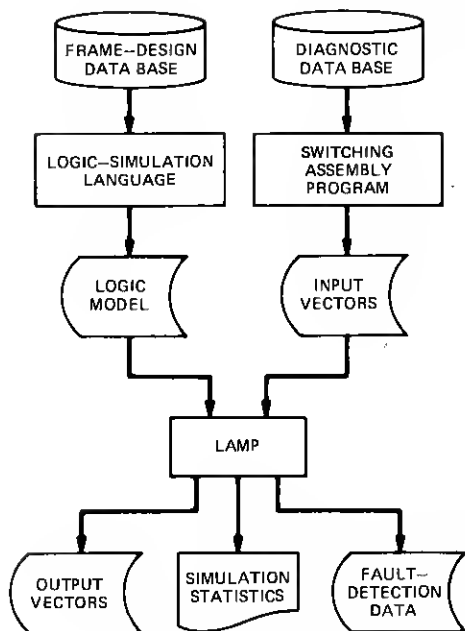 FRAME–DESIGN
DATA BASE
DIAGNOSTIC
DATA BASE
LOGIC–SIMULATION
LANGUAGE
SWITCHING
ASSEMBLY
PROGRAM
LOGIC
MODEL
INPUT
VECTORS
LAMP
OUTPUT
VECTORS
SIMULATION
STATISTICS
FAULT–
DETECTION
DATA